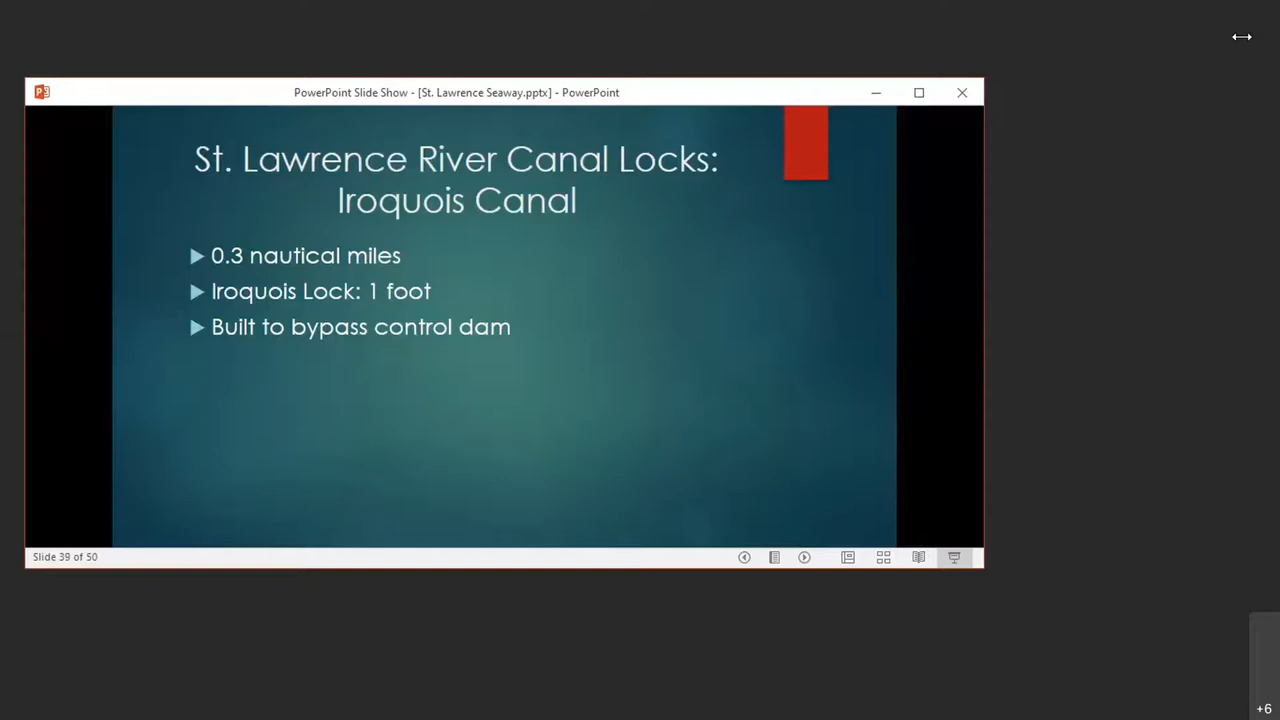 PowerPoint Slide Show - [St. Lawrence Seaway.pptx] - PowerPoint
St. Lawrence River Canal Locks:
Iroquois Canal
0.3 nautical miles
Iroquois Lock: 1 foot
Built to bypass control dam
Slide 39 of 50
+6